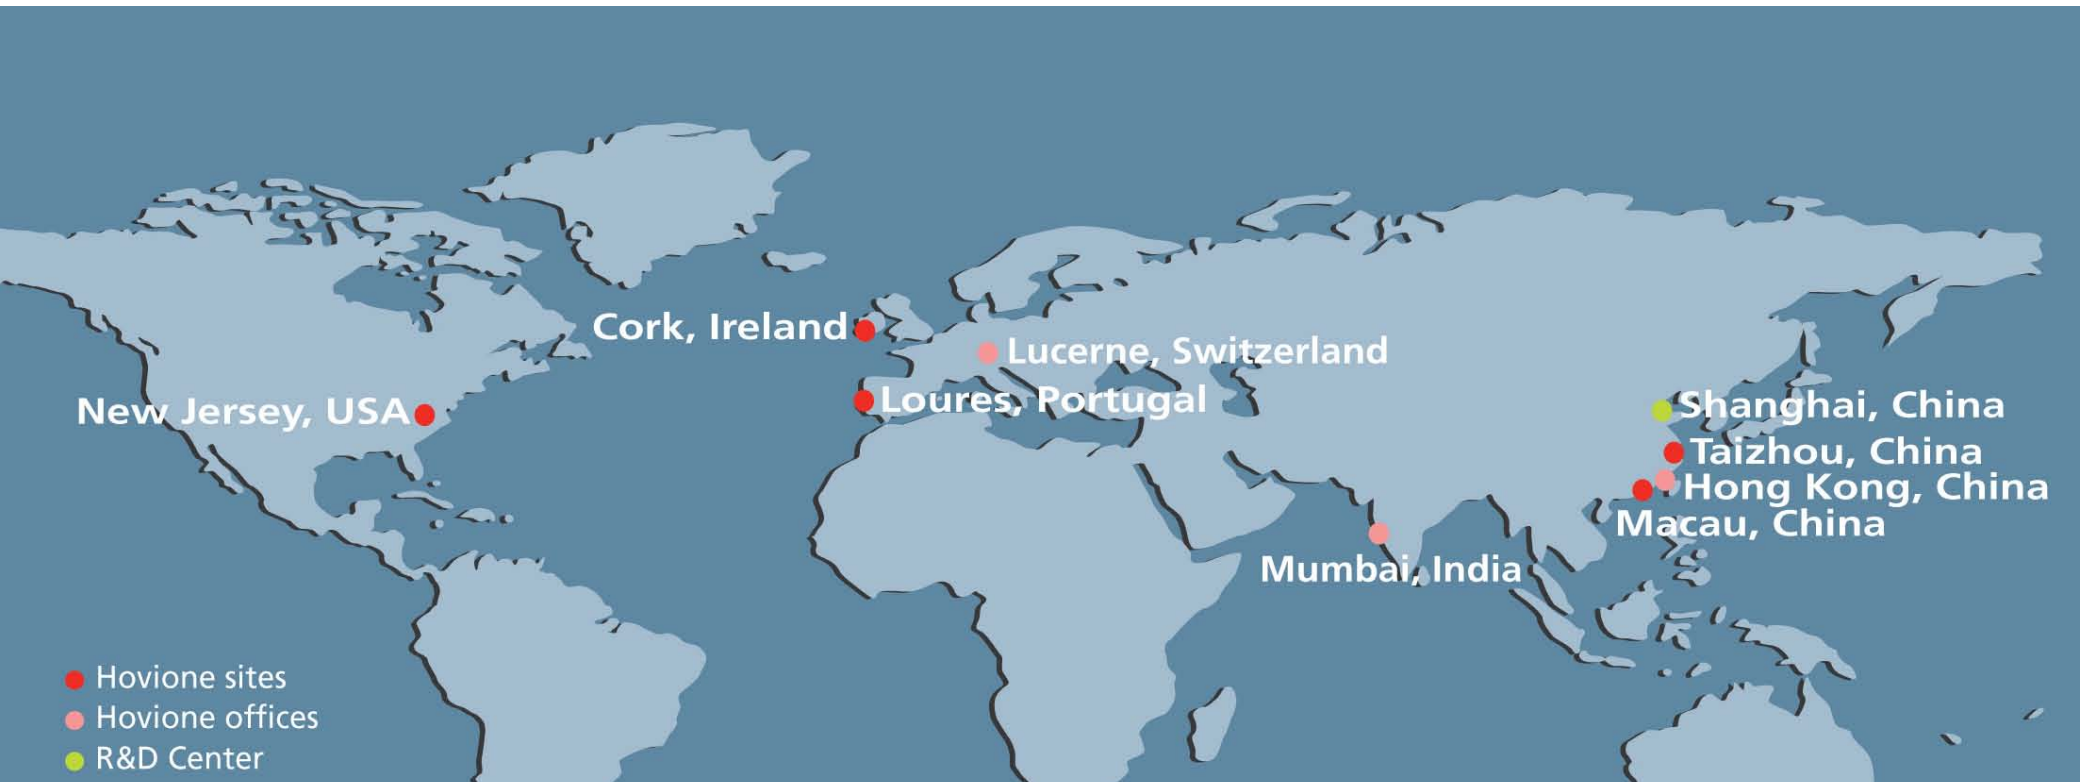 Cork, Ireland
Lucerne, Switzerland
New Jersey, USA
Loures, Portugal
Shanghai, China
Taizhou, China
Hong Kong, China
Macau, China
Mumbai, India
Hovione sites
Hovione offices
R&D Center